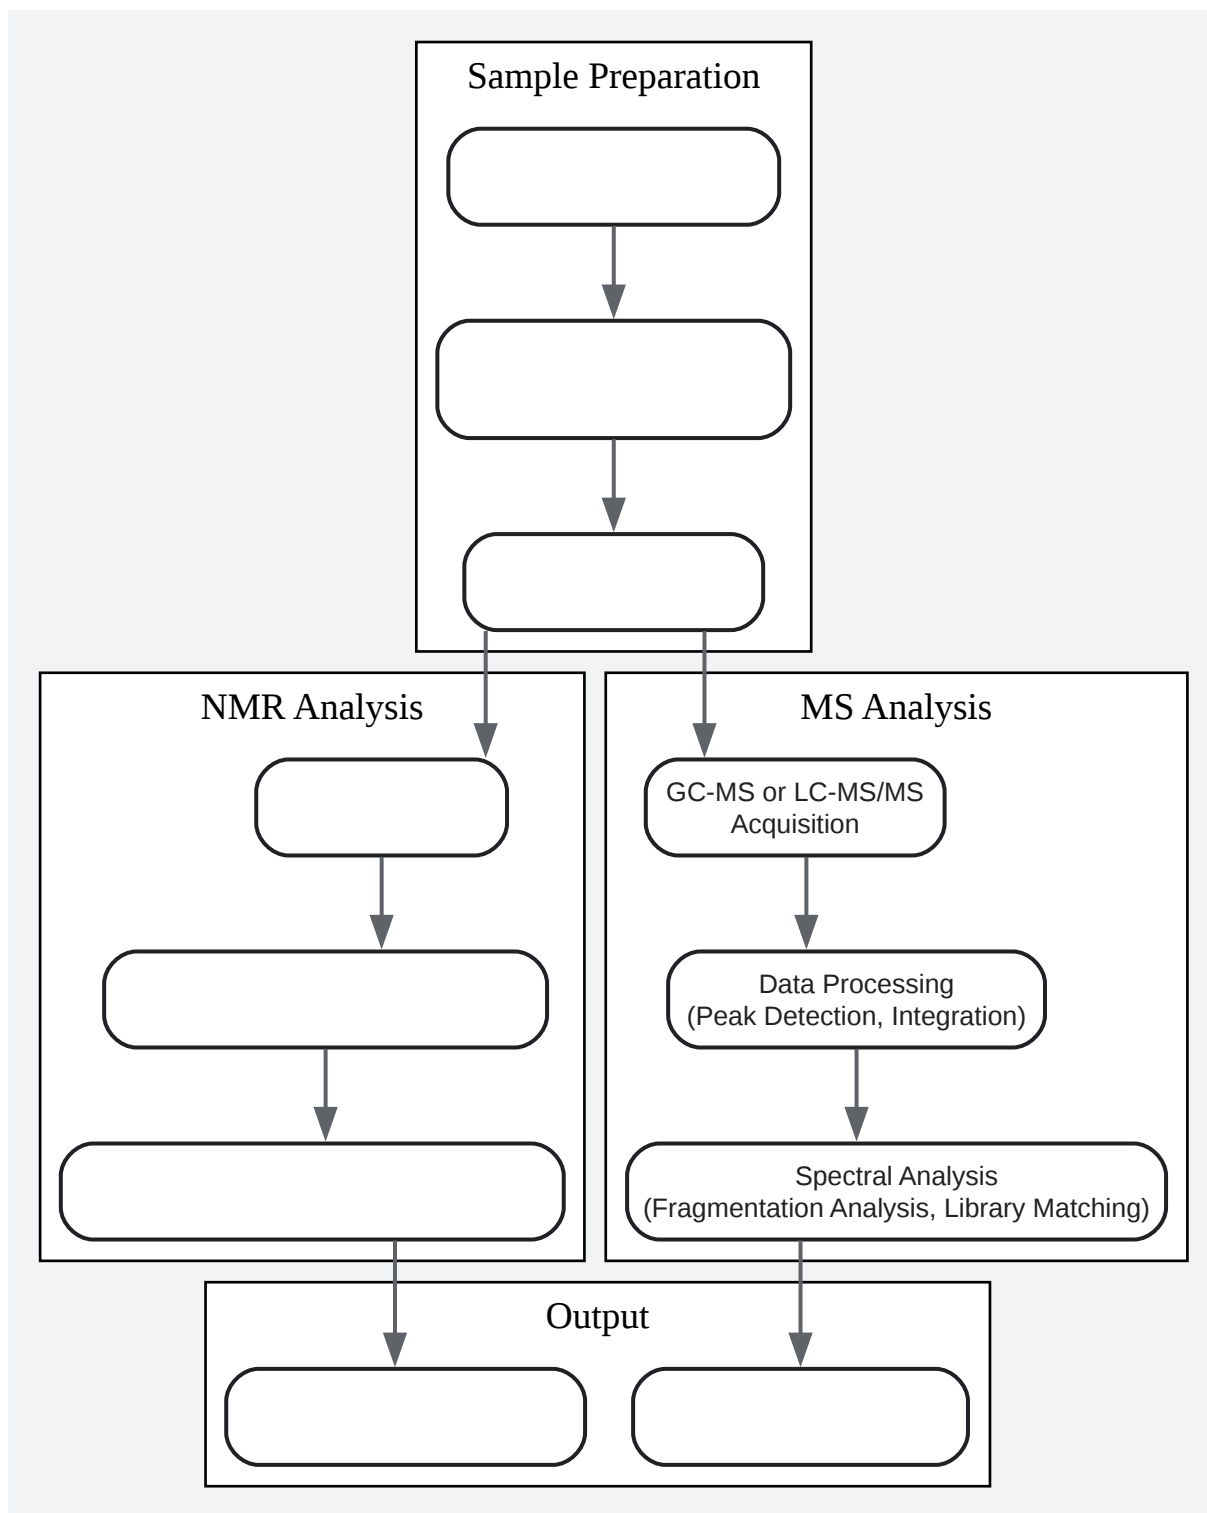 Sample Preparation
NMR Analysis
MS Analysis
GC-MS or LC-MS/MS
Acquisition
Data Processing
(Peak Detection, Integration)
Spectral Analysis
(Fragmentation Analysis, Library Matching)
Output